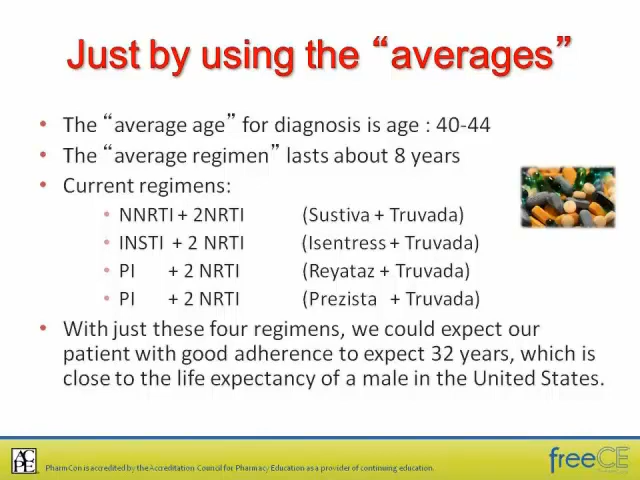 Just by using the “averages”
• The “average age” for diagnosis is age : 40-44
• The “average regimen” lasts about 8 years
• Current regimens:
• NNRTI + 2NRTI (Sustiva + Truvada)
• INSTI + 2 NRTI (Isentress + Truvada)
• PI + 2 NRTI (Reyataz + Truvada)
• PI + 2 NRTI (Prezista + Truvada)
• With just these four regimens, we could expect our
patient with good adherence to expect 32 years, which is
close to the life expectancy of a male in the United States.
ACPE
PharmCon is accredited by the Accreditation Council for Pharmacy Education as a provider of continuing education.
freeCE